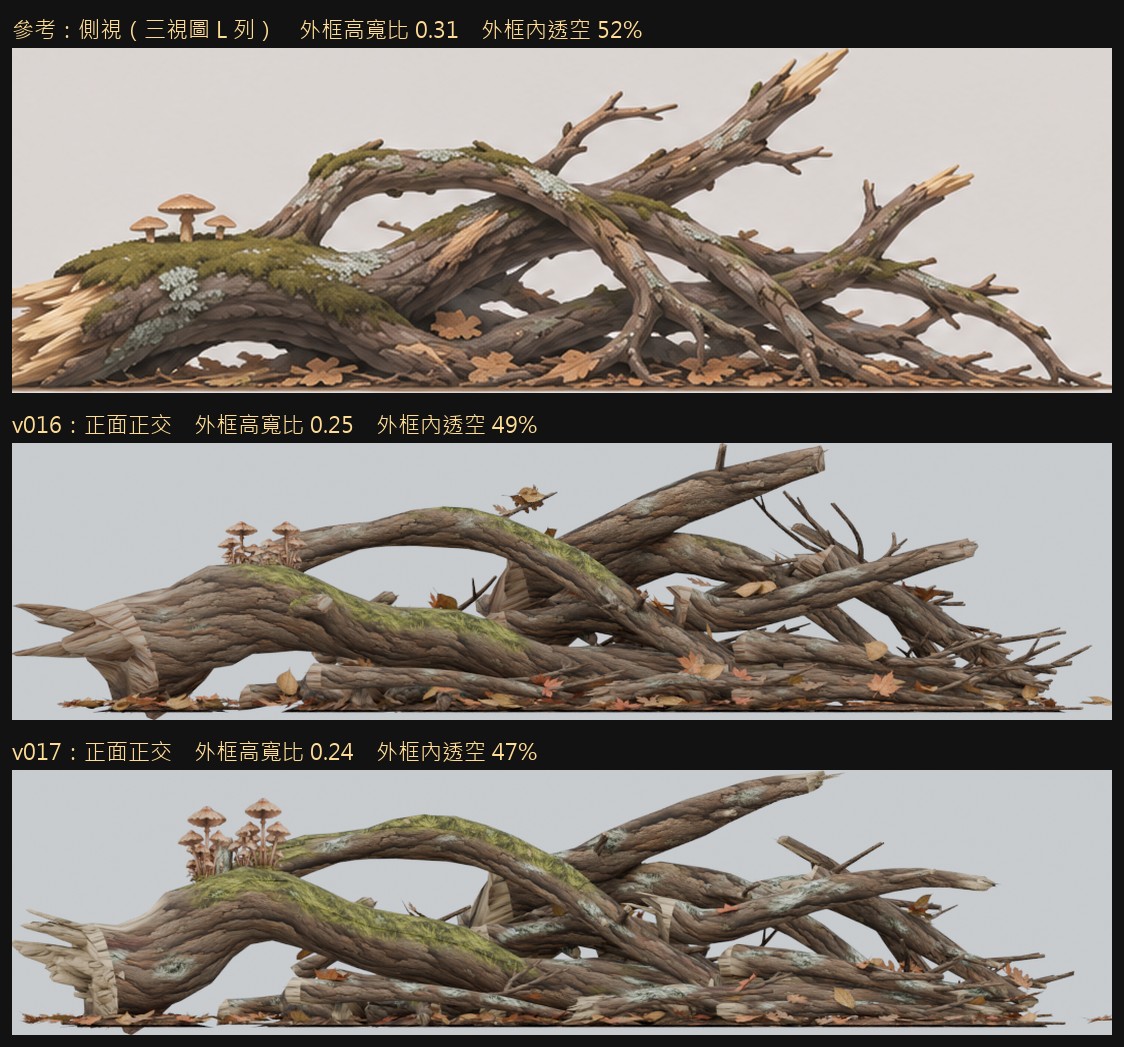 參考：側視（三視圖 L 列）　外框高寬比 0.31　外框內透空 52%
v016：正面正交　外框高寬比 0.25　外框內透空 49%
v017：正面正交　外框高寬比 0.24　外框內透空 47%